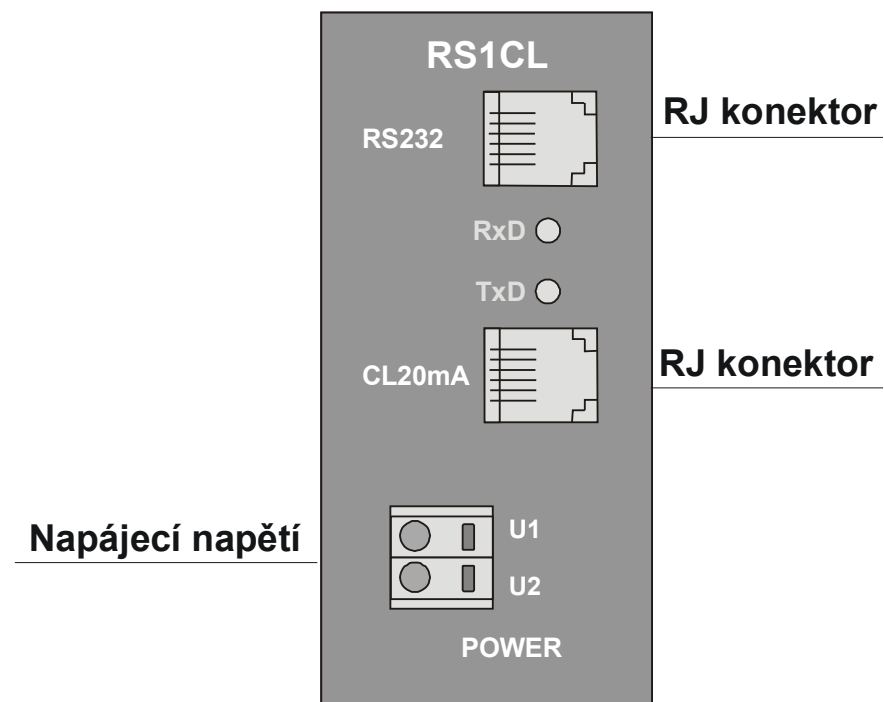 RS1CL
RJ konektor
RS232
RxD
TxD
RJ konektor
CL20mA
U1
Napájecí napětí
U2
POWER